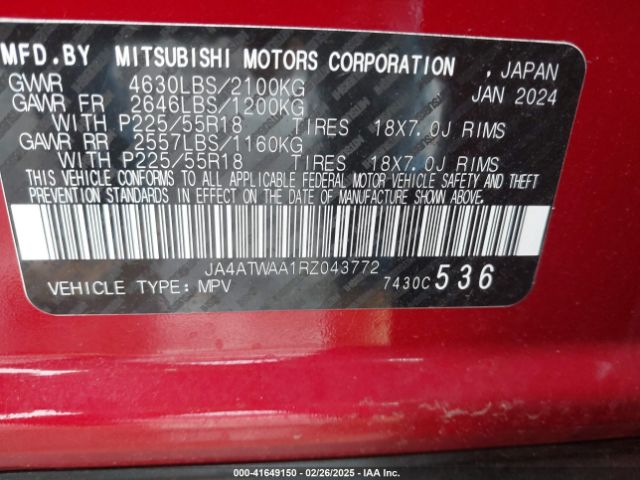 MFD.BY MITSUBISHI MOTORS CORPORATION , JAPAN
GVWR 4630LBS/2100KG JAN 2024
GAWR FR 2646LBS/1200KG
WITH P225/55R18 TIRES 18X7.0J RIMS
GAWR RR 2557LBS/1160KG
WITH P225/55R18 TIRES 18X7.0J RIMS
THIS VEHICLE CONFORMS TO ALL APPLICABLE FEDERAL MOTOR VEHICLE SAFETY AND THEFT
PREVENTION STANDARDS IN EFFECT ON THE DATE OF MANUFACTURE SHOWN ABOVE.
JA4ATWAA1RZ043772
VEHICLE TYPE: MPV 7430C 536
000-41649150 - 02/26/2025 - IAA Inc.